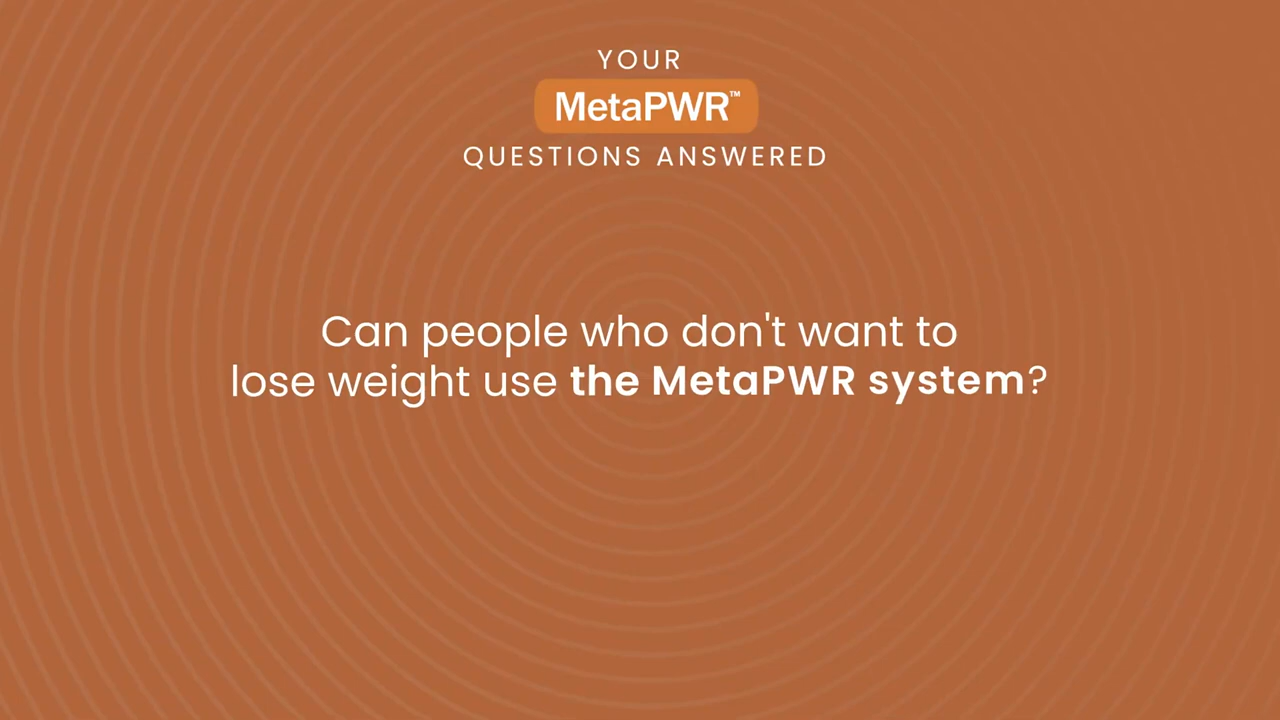 YOUR
MetaPWR™
QUESTIONS ANSWERED
Can people who don't want to
lose weight use the MetaPWR system?